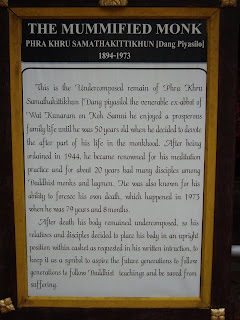 THE MUMMIFIED MONK
PHRA KHRU SAMATHAKITTIKHUN [Dang Piyasilo]
1894-1973
This is the Undercomposed remain of Phra Khru
Samathakittikhun [Dang piyasilo] the venerable ex-abbot of
Wat Kunaram on Koh Samui he enjoyed a prosperous
family life until he was 50 years old when he decided to devote
the after part of his life in the monkhood. After being
ordained in 1944, he became renowned for his meditation
practice and for about 20 years had many disciples among
Buddhist monks and laymen. He was also known for his
ability to foresee his own death, which happened in 1973
when he was 79 years and 8 months.
After death his body remained undercomposed, so his
relatives and disciples decided to place his body in an upright
position within casket as requested in his written intruction, to
keep it as a symbol to aspire the future generations to follow
generations to follow Buddhist teachings and be saved from
suffering.